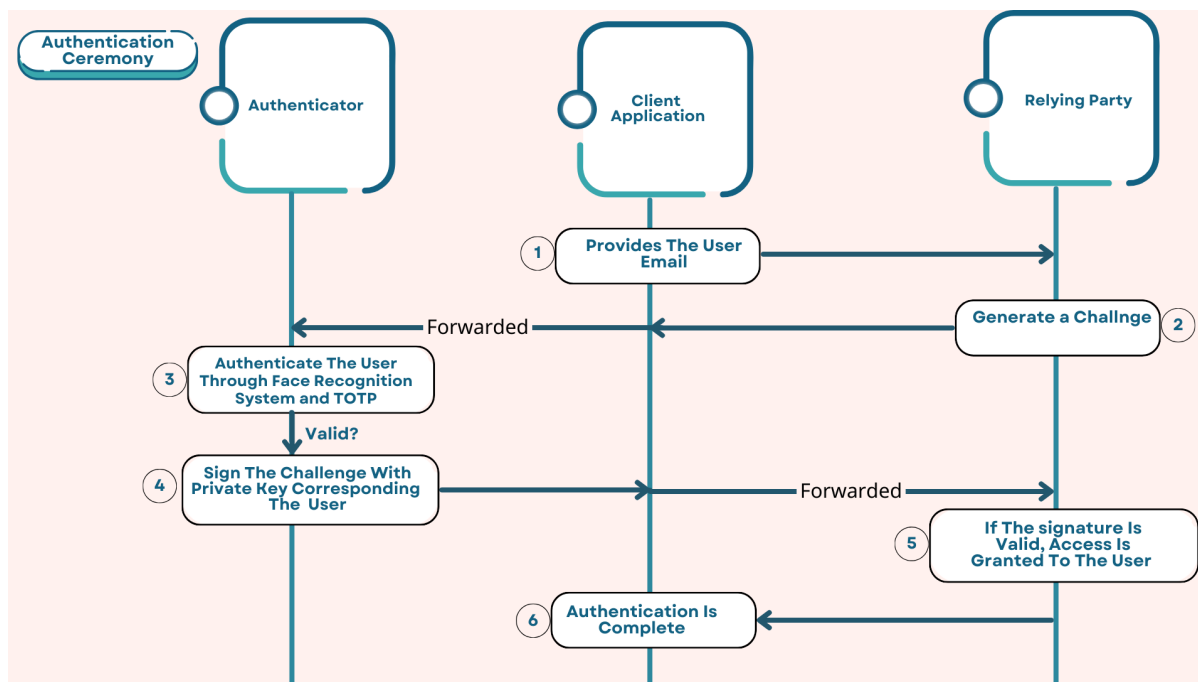 Authentication
Ceremony
Authenticator
Client
Application
Relying Party
1
Provides The User
Email
Generate a Challnge
2
Forwarded
3
Authenticate The User
Through Face Recognition
System and TOTP
Valid?
4
Sign The Challenge With
Private Key Corresponding
The User
Forwarded
5
If The signature Is
Valid, Access Is
Granted To The User
6
Authentication Is
Complete